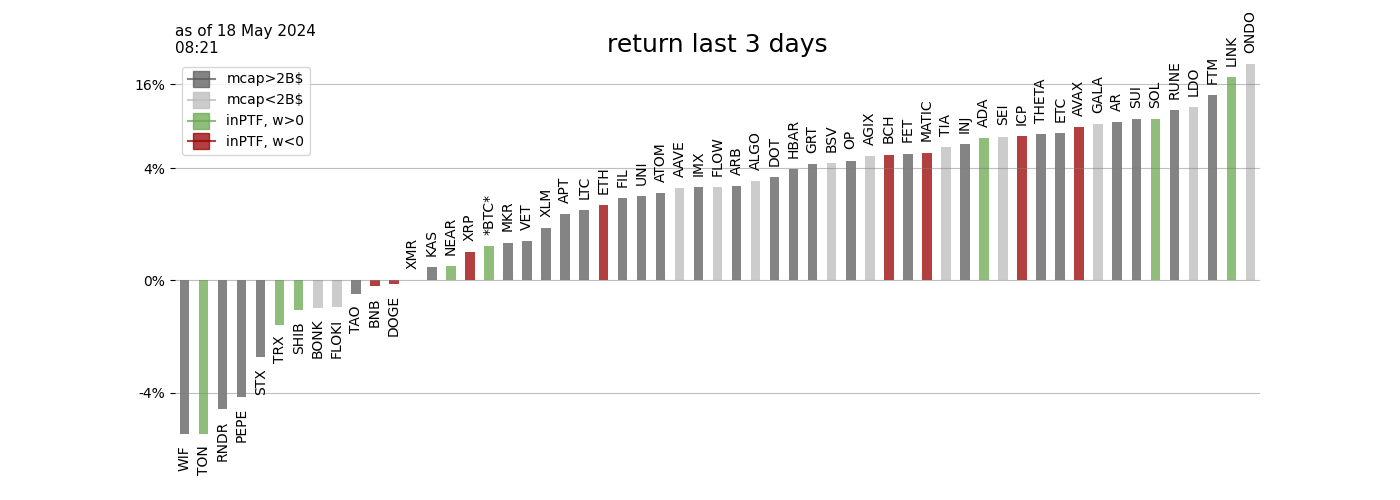 as of 18 May 2024
08:21
return last 3 days
mcap>2B$
mcap<2B$
inPTF, w>0
inPTF, w<0
16%
4%
0%
-4%
WIF
TON
RNDR
PEPE
STX
TRX
SHIB
BONK
FLOKI
TAO
BNB
DOGE
XMR
KAS
NEAR
XRP
*BTC*
MKR
VET
XLM
APT
LTC
ETH
FIL
UNI
ATOM
AAVE
IMX
FLOW
ARB
ALGO
DOT
HBAR
GRT
BSV
OP
AGIX
BCH
FET
MATIC
TIA
INJ
ADA
SEI
ICP
THETA
ETC
AVAX
GALA
AR
SUI
SOL
RUNE
LDO
FTM
LINK
ONDO